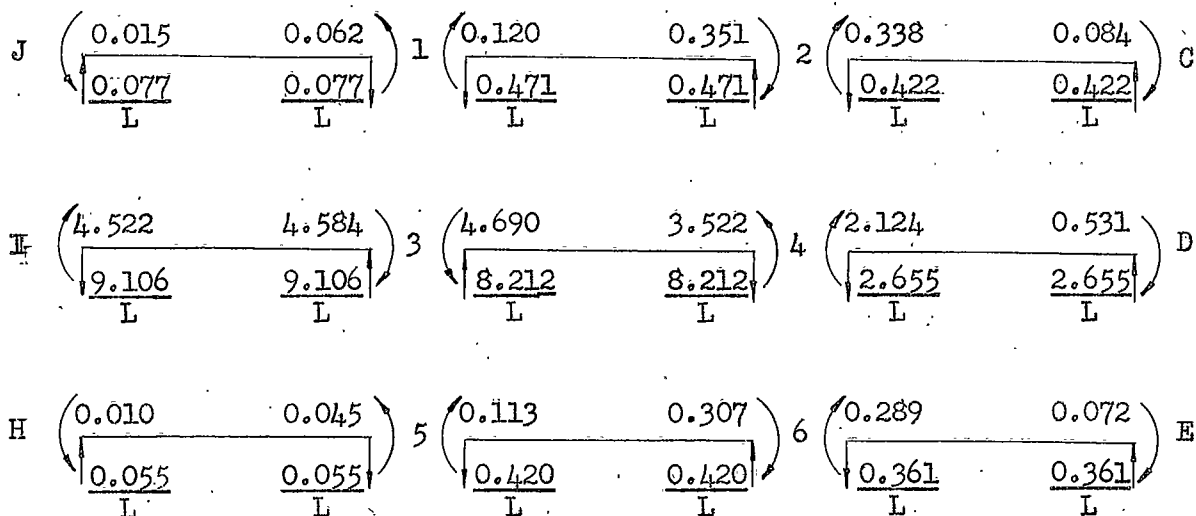 J 0.015 0.062 1 0.120 0.351 2 0.338 0.084 C
0.077 0.077 0.471 0.471 0.422 0.422
L L L L L L
I 4.522 4.584 3 4.690 3.522 4 2.124 0.531 D
9.106 9.106 8.212 8.212 2.655 2.655
L L L L L L
H 0.010 0.045 5 0.113 0.307 6 0.289 0.072 E
0.055 0.055 0.420 0.420 0.361 0.361
L L L L L L